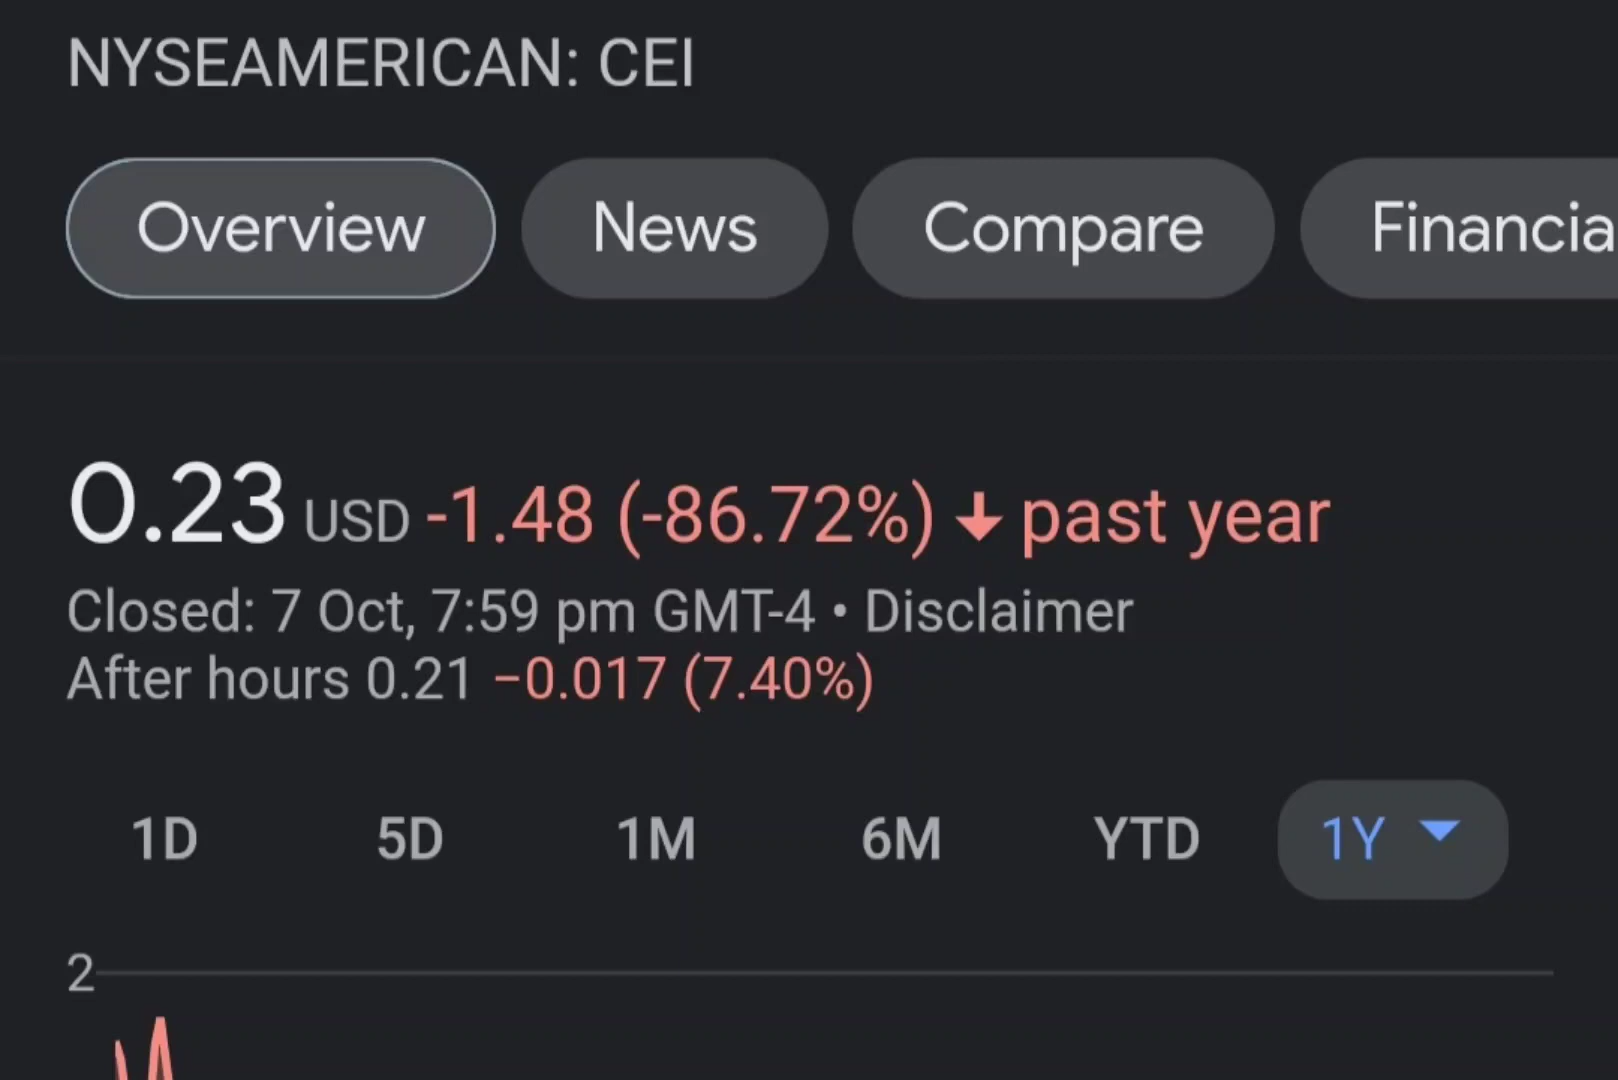 NYSEAMERICAN: CEI
Overview News Compare Financia
0.23 USD -1.48 (-86.72%) ↓ past year
Closed: 7 Oct, 7:59 pm GMT-4 • Disclaimer
After hours 0.21 −0.017 (7.40%)
1D 5D 1M 6M YTD 1Y
2